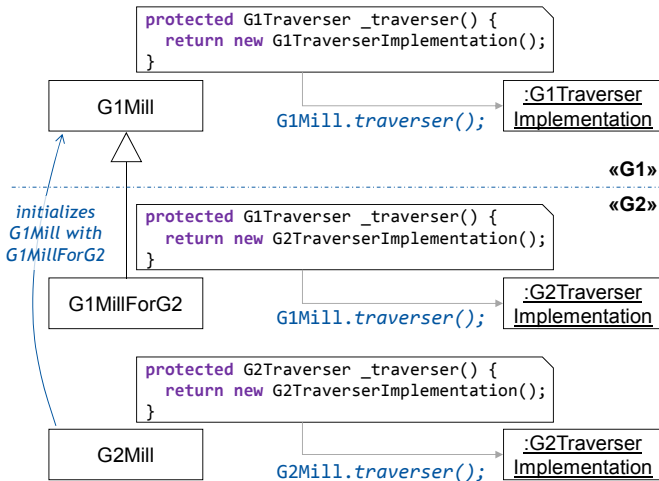 protected G1Traverser _traverser() {
return new G1TraverserImplementation();
}
G1Mill
G1Mill.traverser();
:G1Traverser
Implementation
«G1»
«G2»
initializes
G1Mill with
G1MillForG2
protected G1Traverser _traverser() {
return new G2TraverserImplementation();
}
G1MillForG2
G1Mill.traverser();
:G2Traverser
Implementation
protected G2Traverser _traverser() {
return new G2TraverserImplementation();
}
G2Mill
G2Mill.traverser();
:G2Traverser
Implementation